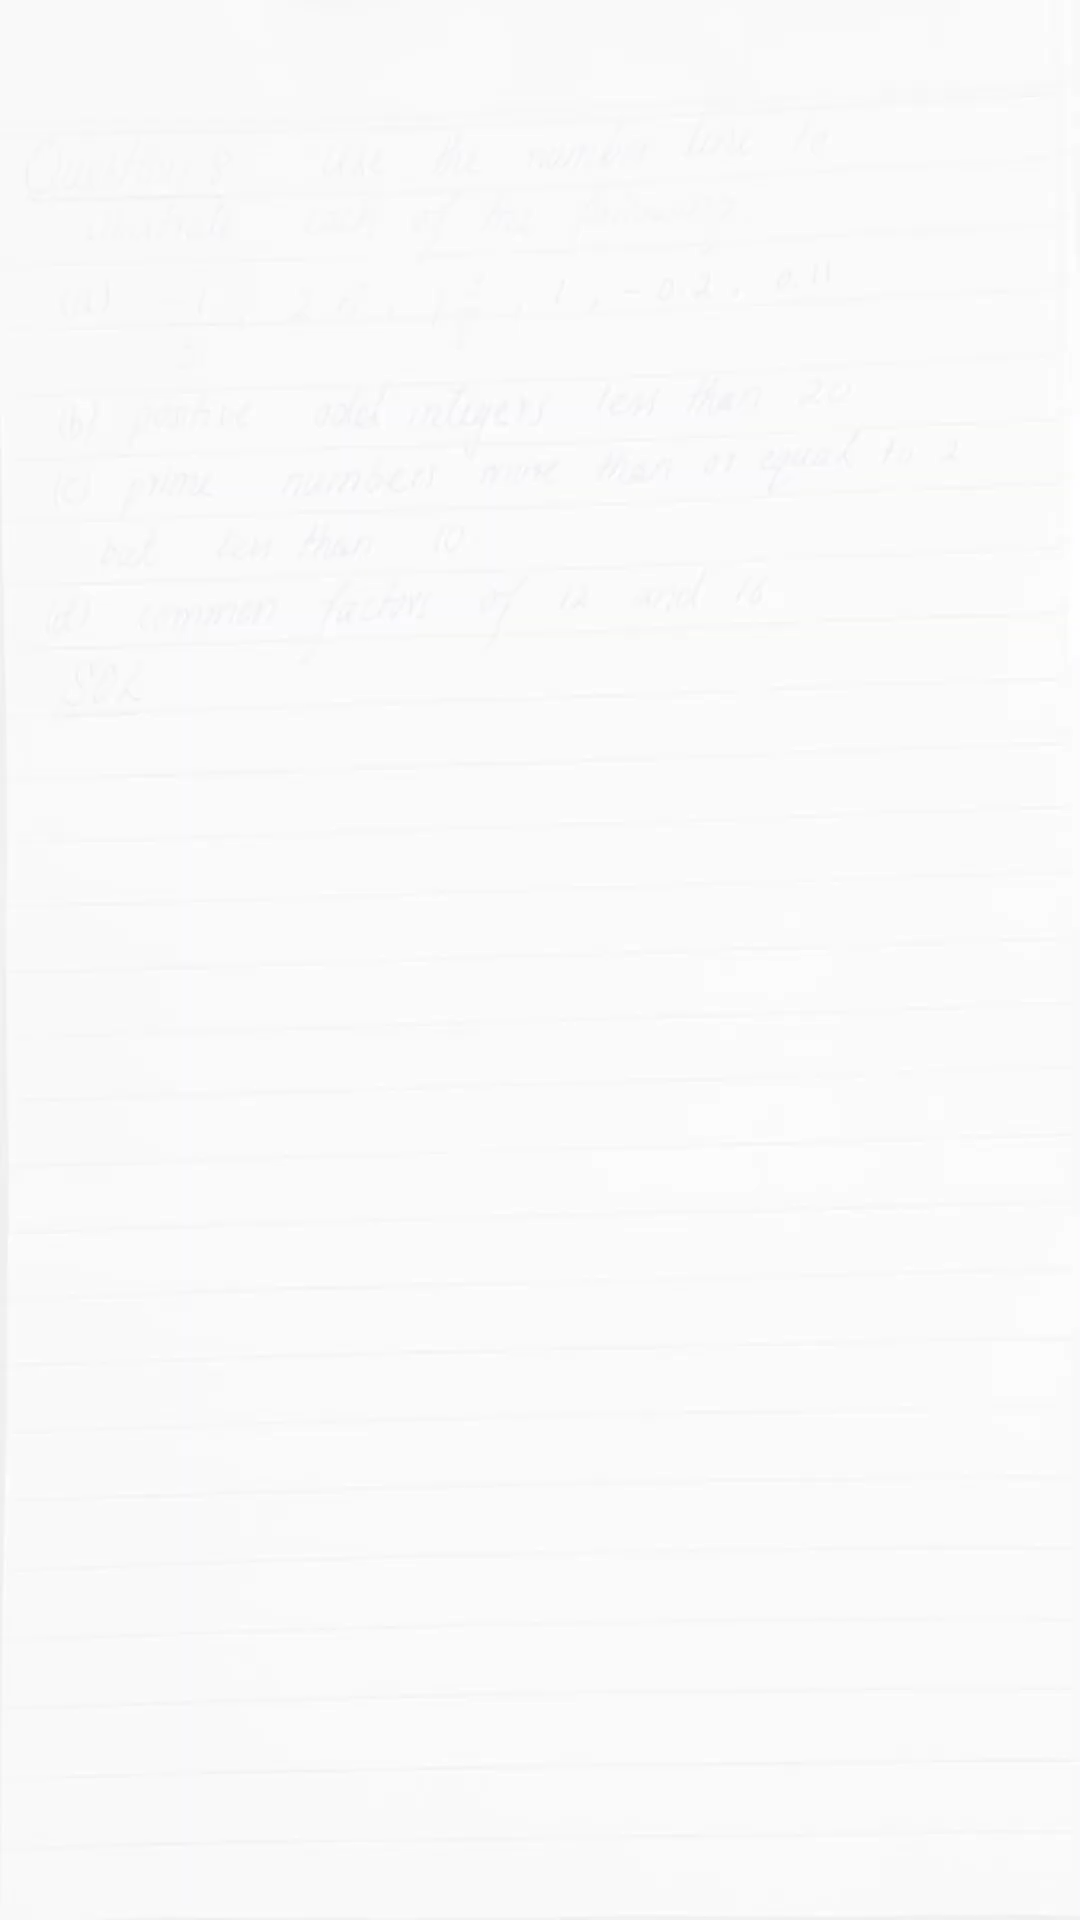 Question 8 Use the number line to
illustrate each of the following.
(a) 1 , 2 , 1 , 1 , -0.2 , 0.11
(b) positive odd integers less than 20
(c) prime numbers more than or equal to 2
but less than 10
(d) common factors of 12 and 16
SOL